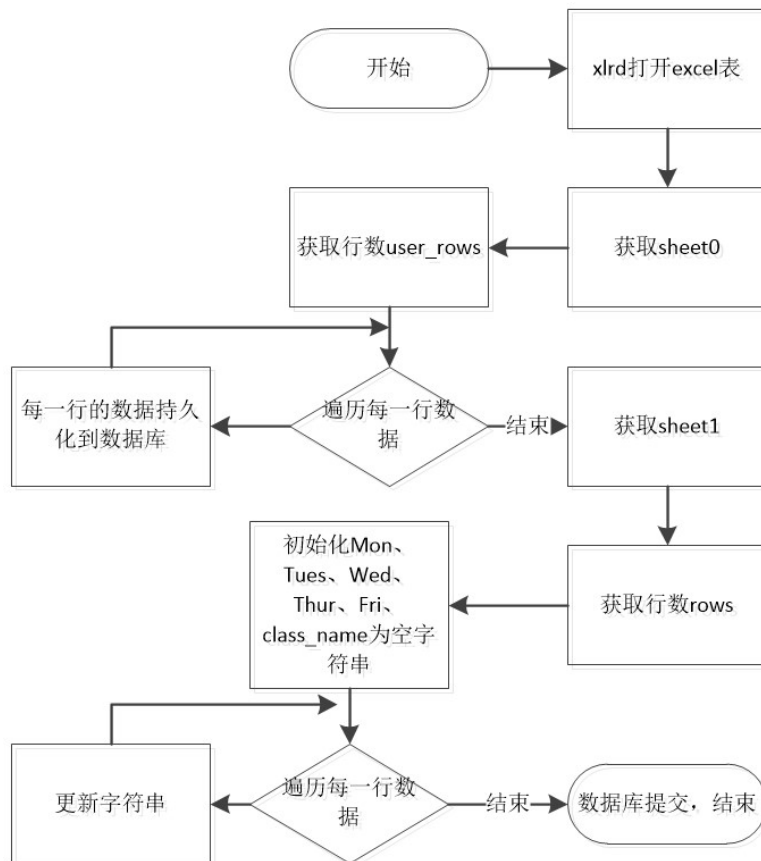 开始
xlrd打开excel表
获取sheet0
获取行数user_rows
遍历每一行数
据
每一行的数据持久
化到数据库
结束
获取sheet1
获取行数rows
初始化Mon、
Tues、Wed、
Thur、Fri、
class_name为空字
符串
遍历每一行数
据
更新字符串
结束
数据库提交，结束